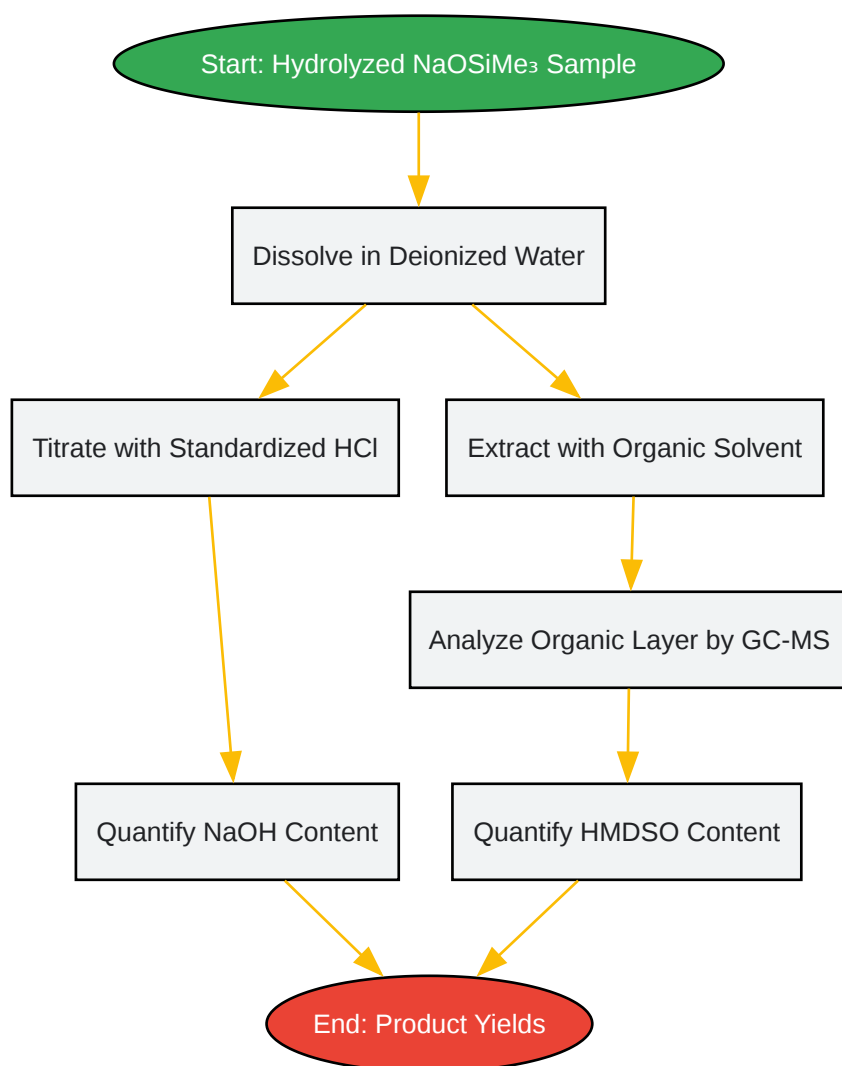 Start: Hydrolyzed NaOSiMe₃ Sample
Dissolve in Deionized Water
Titrate with Standardized HCl
Extract with Organic Solvent
Analyze Organic Layer by GC-MS
Quantify NaOH Content
Quantify HMDSO Content
End: Product Yields